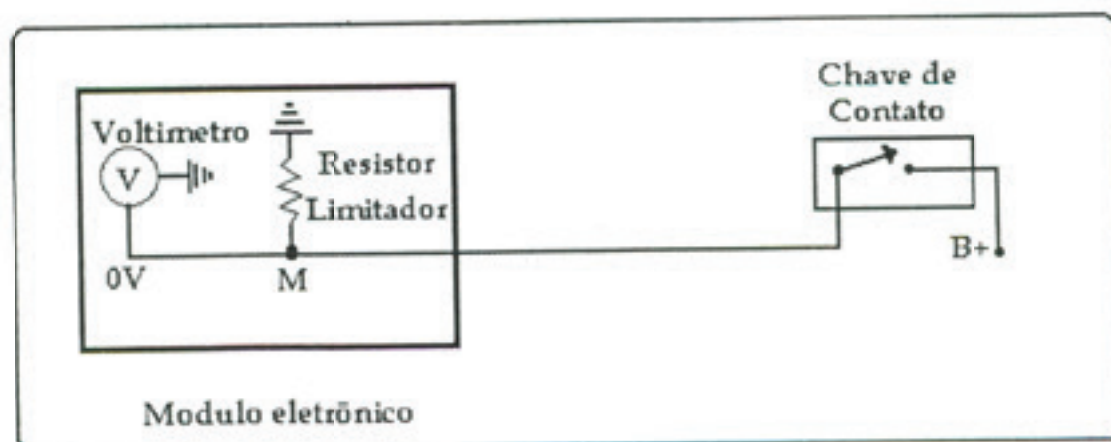 Chave de
Contato
Voltimetro
V
Resistor
Limitador
0V
M
B+
Modulo eletrônico